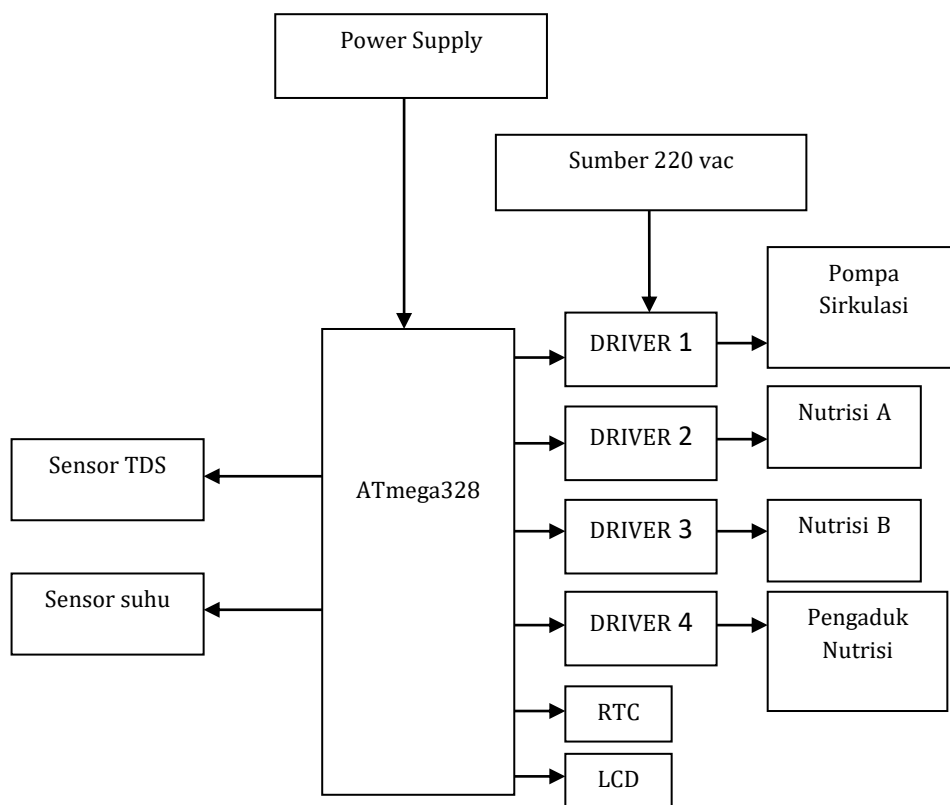 Power Supply
Sumber 220 vac
Pompa
Sirkulasi
DRIVER 1
DRIVER 2
Nutrisi A
Sensor TDS
ATmega328
DRIVER 3
Nutrisi B
Sensor suhu
DRIVER 4
Pengaduk
Nutrisi
RTC
LCD